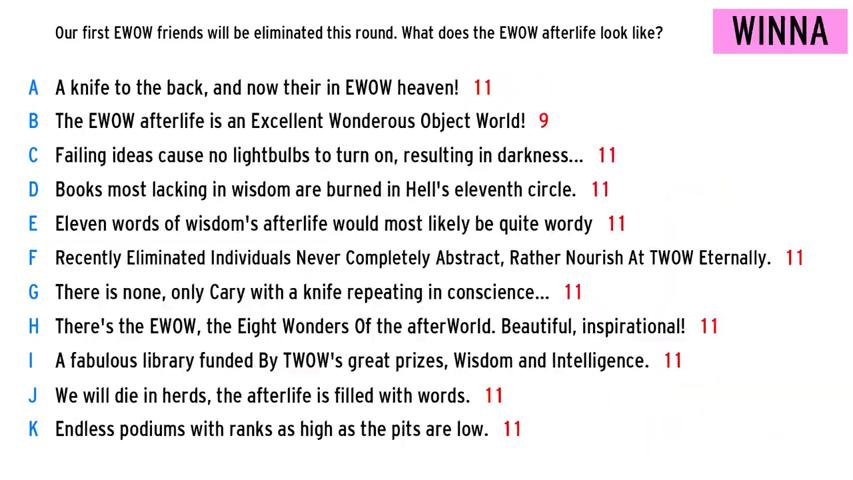 Our first EWOW friends will be eliminated this round. What does the EWOW afterlife look like?
WINNA
A A knife to the back, and now their in EWOW heaven! 11
B The EWOW afterlife is an Excellent Wonderous Object World! 9
C Failing ideas cause no lightbulbs to turn on, resulting in darkness... 11
D Books most lacking in wisdom are burned in Hell's eleventh circle. 11
E Eleven words of wisdom's afterlife would most likely be quite wordy 11
F Recently Eliminated Individuals Never Completely Abstract, Rather Nourish At TWOW Eternally. 11
G There is none, only Cary with a knife repeating in conscience... 11
H There's the EWOW, the Eight Wonders Of the afterWorld. Beautiful, inspirational! 11
I A fabulous library funded By TWOW's great prizes, Wisdom and Intelligence. 11
J We will die in herds, the afterlife is filled with words. 11
K Endless podiums with ranks as high as the pits are low. 11